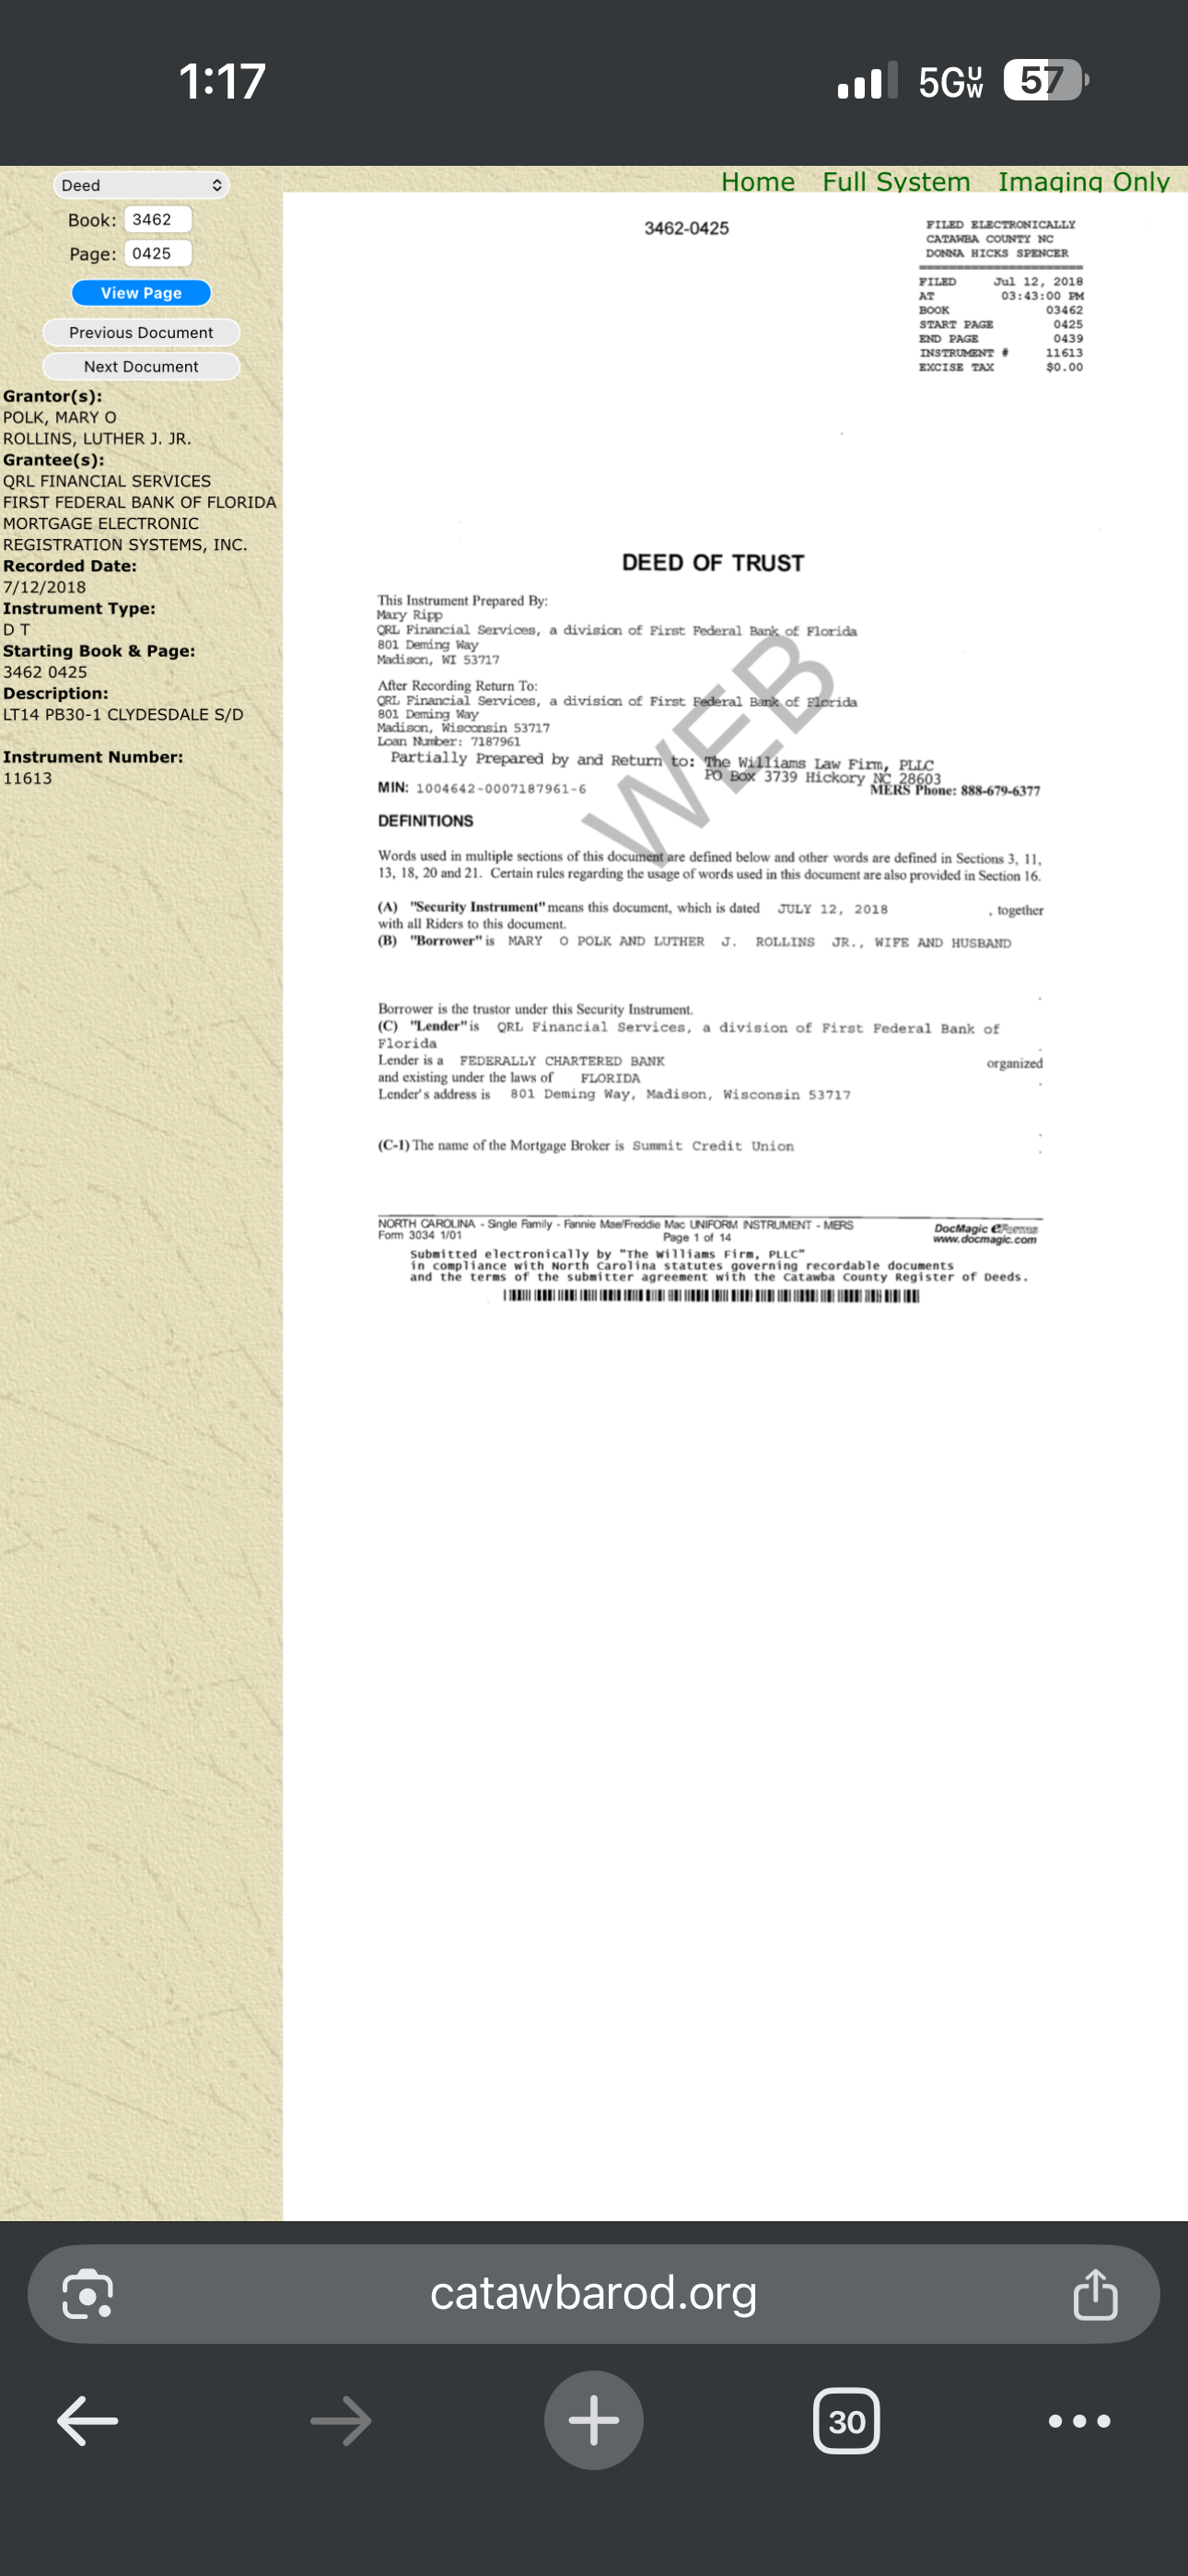 1:17
5G UW
57
Deed
Book: 3462
Page: 0425
View Page
Previous Document
Next Document
Grantor(s):
POLK, MARY O
ROLLINS, LUTHER J. JR.
Grantee(s):
QRL FINANCIAL SERVICES
FIRST FEDERAL BANK OF FLORIDA
MORTGAGE ELECTRONIC
REGISTRATION SYSTEMS, INC.
Recorded Date:
7/12/2018
Instrument Type:
D T
Starting Book & Page:
3462 0425
Description:
LT14 PB30-1 CLYDESDALE S/D
Instrument Number:
11613
Home Full System Imaging Only
3462-0425
FILED ELECTRONICALLY
CATAWBA COUNTY NC
DONNA HICKS SPENCER
FILED Jul 12, 2018
AT 03:43:00 PM
BOOK 03462
START PAGE 0425
END PAGE 0439
INSTRUMENT # 11613
EXCISE TAX $0.00
DEED OF TRUST
This Instrument Prepared By:
Mary Ripp
QRL Financial Services, a division of First Federal Bank of Florida
801 Deming Way
Madison, WI 53717
After Recording Return To:
QRL Financial Services, a division of First Federal Bank of Florida
801 Deming Way
Madison, Wisconsin 53717
Loan Number: 7187961
Partially Prepared by and Return to: The Williams Law Firm, PLLC
PO Box 3739 Hickory NC 28603
MIN: 1004642-0007187961-6 MERS Phone: 888-679-6377
WEB
DEFINITIONS
Words used in multiple sections of this document are defined below and other words are defined in Sections 3, 11,
13, 18, 20 and 21. Certain rules regarding the usage of words used in this document are also provided in Section 16.
(A) "Security Instrument" means this document, which is dated JULY 12, 2018 , together
with all Riders to this document.
(B) "Borrower" is MARY O POLK AND LUTHER J. ROLLINS JR., WIFE AND HUSBAND
.
Borrower is the trustor under this Security Instrument.
(C) "Lender" is QRL Financial Services, a division of First Federal Bank of
Florida .
Lender is a FEDERALLY CHARTERED BANK organized
and existing under the laws of FLORIDA .
Lender's address is 801 Deming Way, Madison, Wisconsin 53717
.
(C-1) The name of the Mortgage Broker is Summit Credit Union .
NORTH CAROLINA - Single Family - Fannie Mae/Freddie Mac UNIFORM INSTRUMENT - MERS
Form 3034 1/01 Page 1 of 14
DocMagic eForms
www.docmagic.com
Submitted electronically by "The Williams Firm, PLLC"
in compliance with North Carolina statutes governing recordable documents
and the terms of the submitter agreement with the Catawba County Register of Deeds.
catawbarod.org
30